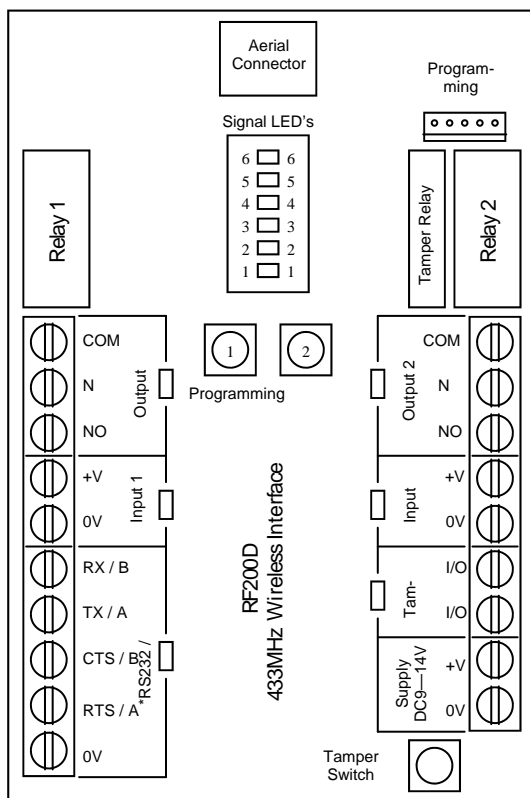 Aerial
Connector
Program-
ming
Signal LED's
6 6
5 5
4 4
3 3
2 2
1 1
Relay 1
Tamper Relay
Relay 2
1
2
Programming
COM
N
NO
Output
+V
0V
Input 1
RX / B
TX / A
CTS / B
RTS / A
0V
*RS232 /
RF200D
433MHz Wireless Interface
COM
N
NO
Output 2
+V
0V
Input
I/O
I/O
Tam-
+V
0V
Supply
DC9—14V
Tamper
Switch